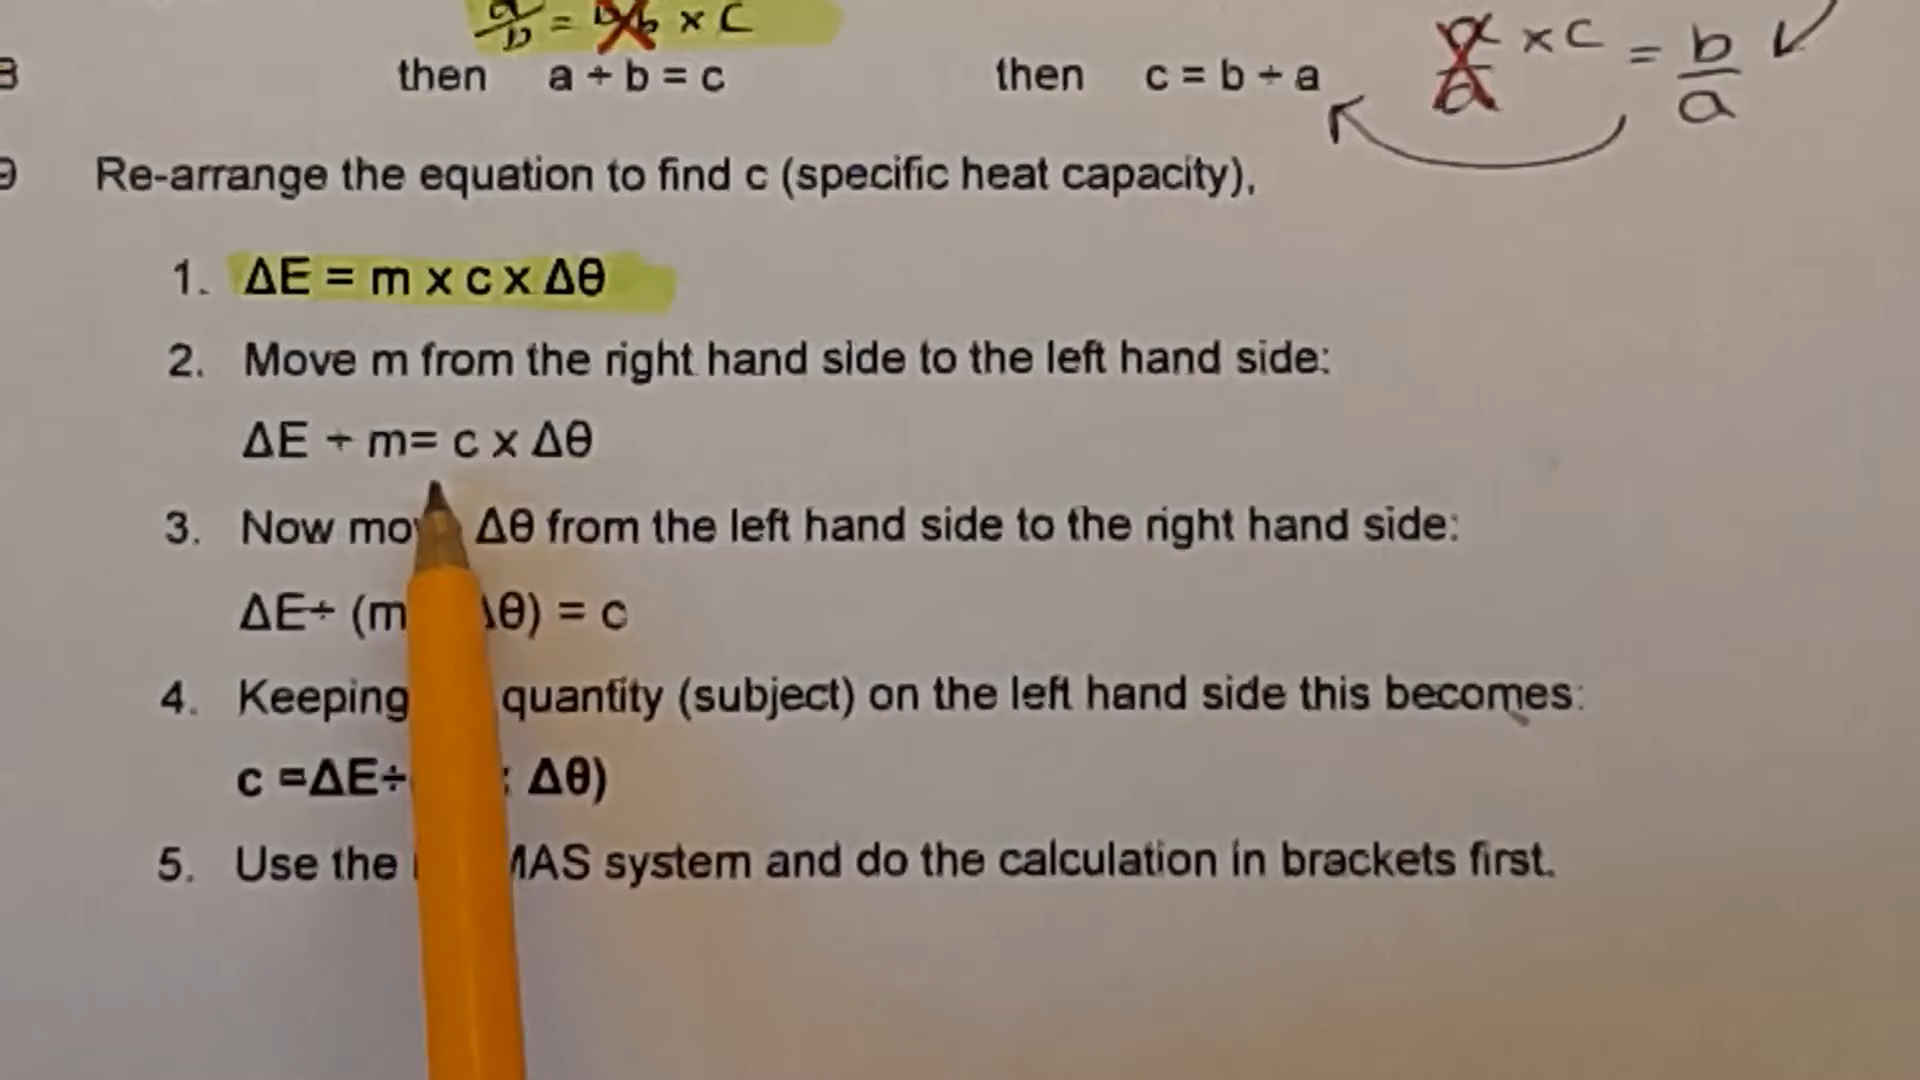 = × c
a × c = b
a
then a ÷ b = c
then c = b ÷ a
9 Re-arrange the equation to find c (specific heat capacity),
1. ΔE = m x c x Δθ
2. Move m from the right hand side to the left hand side:
ΔE ÷ m= c x Δθ
3. Now Δθ from the left hand side to the right hand side:
ΔE÷ (m Δθ) = c
4. Keeping quantity (subject) on the left hand side this becomes:
c =ΔE÷ Δθ)
5. Use the system and do the calculation in brackets first.